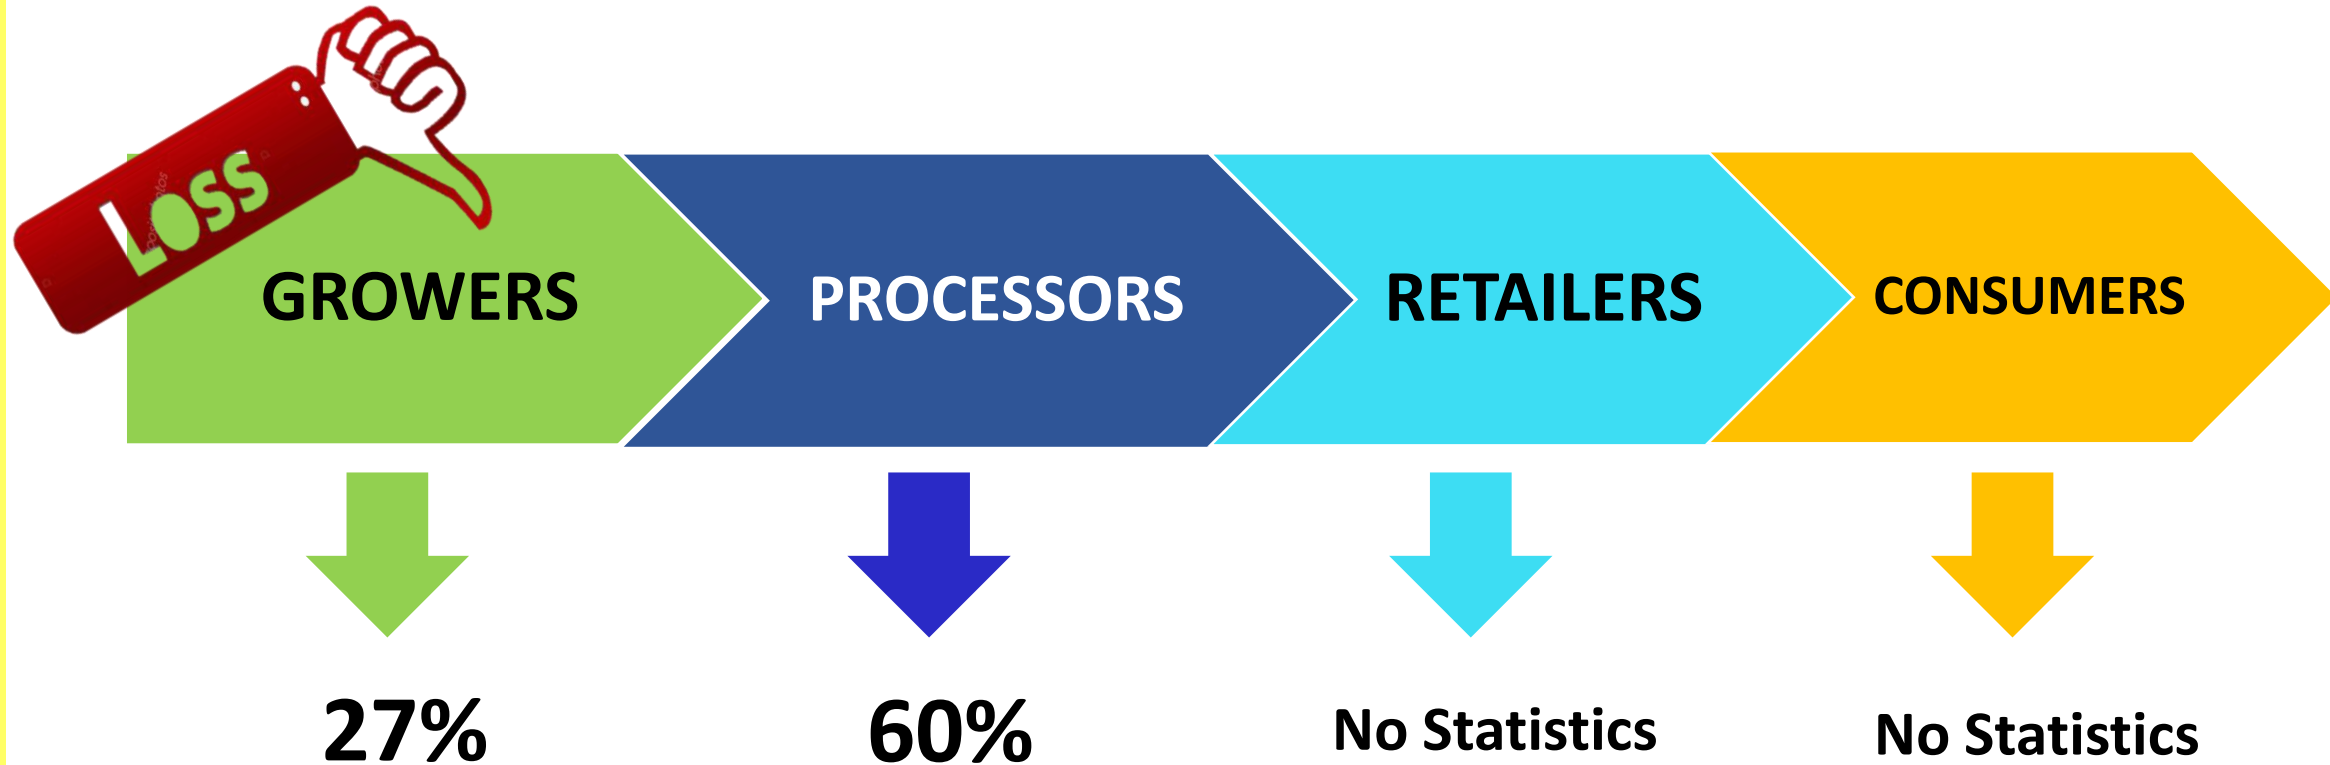 Loss
GROWERS
PROCESSORS
RETAILERS
CONSUMERS
27%
60%
No Statistics
No Statistics